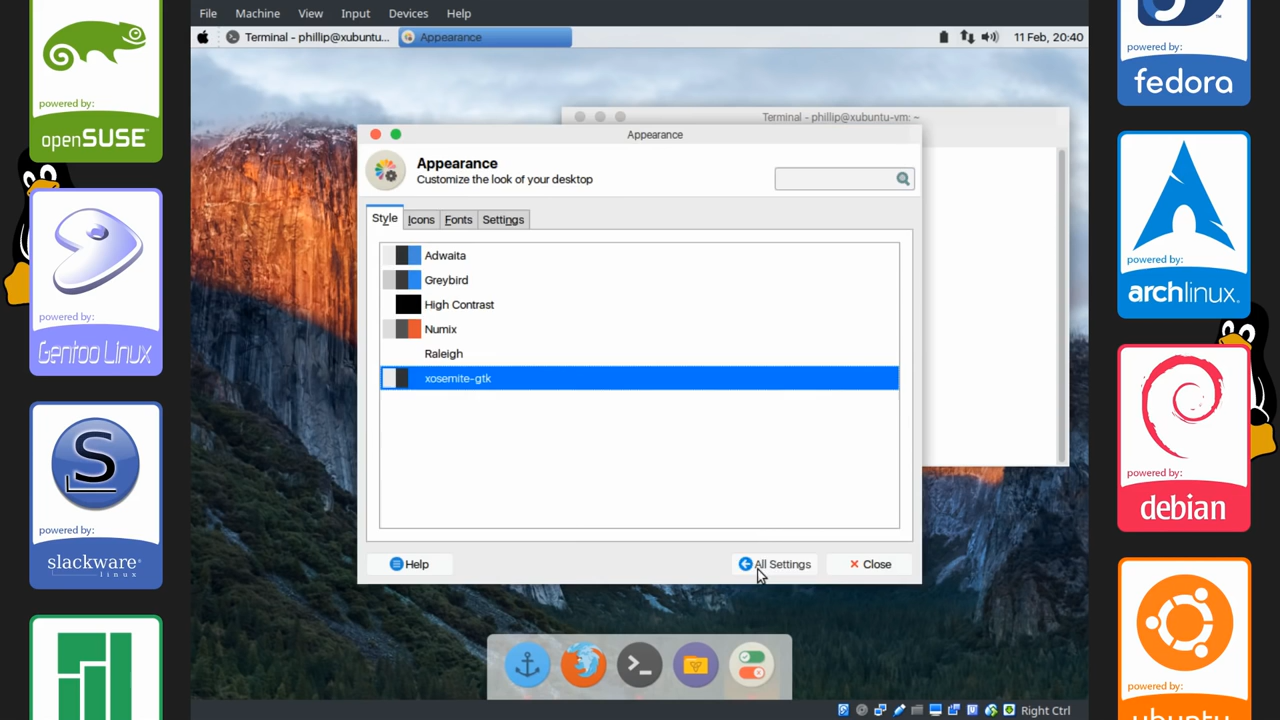 File Machine View Input Devices Help
Terminal - phillip@xubuntu... Appearance 11 Feb, 20:40
Terminal - phillip@xubuntu-vm: ~
Appearance
Appearance
Customize the look of your desktop
Style Icons Fonts Settings
Adwaita
Greybird
High Contrast
Numix
Raleigh
xosemite-gtk
Help All Settings Close
Right Ctrl
powered by:
openSUSE
powered by:
Gentoo Linux
powered by:
S
slackware
linux
powered by:
fedora
powered by:
archlinux
powered by:
debian
powered by:
ubuntu